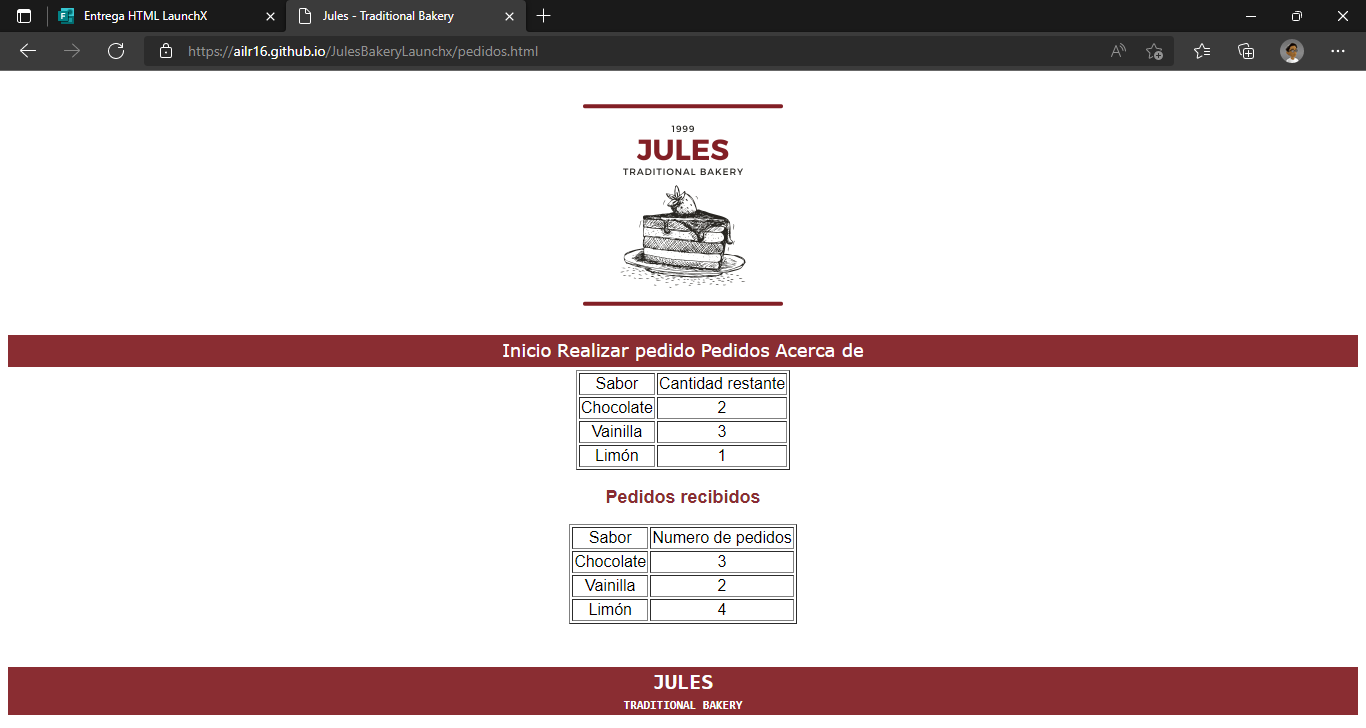 Entrega HTML LaunchX
Jules - Traditional Bakery
https://ailr16.github.io/JulesBakeryLaunchx/pedidos.html
1999
JULES
TRADITIONAL BAKERY
Inicio Realizar pedido Pedidos Acerca de
Sabor Cantidad restante
Chocolate 2
Vainilla 3
Limón 1
Pedidos recibidos
Sabor Numero de pedidos
Chocolate 3
Vainilla 2
Limón 4
JULES
TRADITIONAL BAKERY